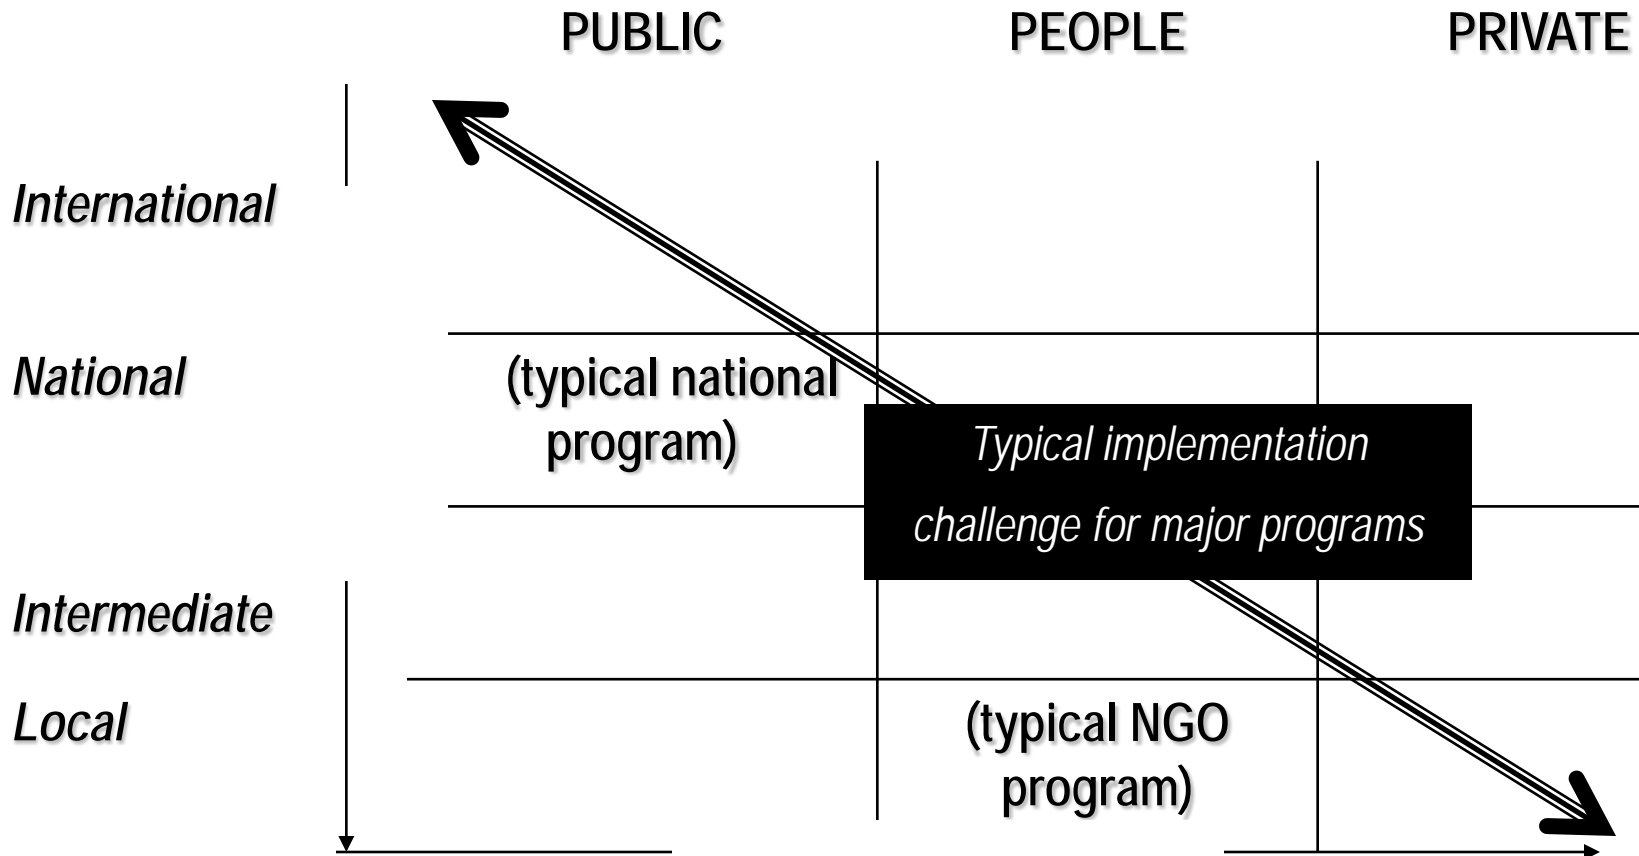 PUBLIC PEOPLE PRIVATE
International
National
(typical national
program)
Typical implementation
challenge for major programs
Intermediate
Local
(typical NGO
program)